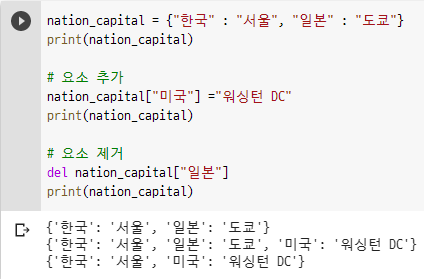 nation_capital = {"한국" : "서울", "일본" : "도쿄"}
print(nation_capital)
# 요소 추가
nation_capital["미국"] ="워싱턴 DC"
print(nation_capital)
# 요소 제거
del nation_capital["일본"]
print(nation_capital)
{'한국': '서울', '일본': '도쿄'}
{'한국': '서울', '일본': '도쿄', '미국': '워싱턴 DC'}
{'한국': '서울', '미국': '워싱턴 DC'}